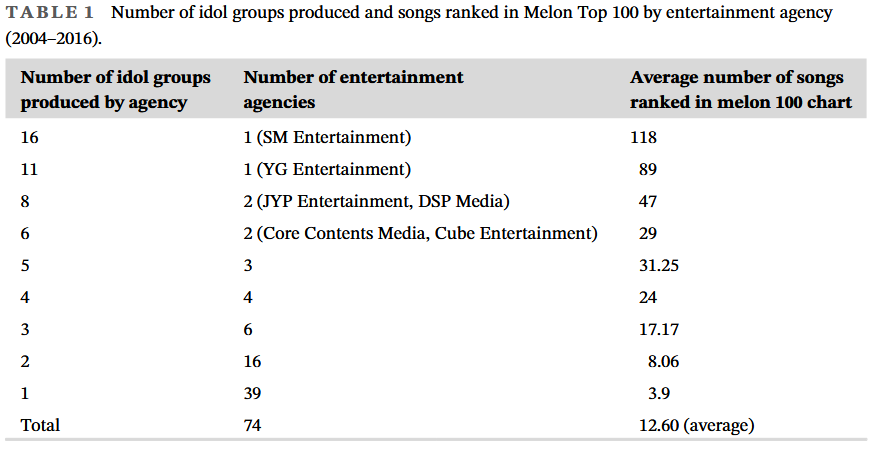 TABLE 1 Number of idol groups produced and songs ranked in Melon Top 100 by entertainment agency
(2004–2016).
Number of idol groups produced by agency Number of entertainment agencies Average number of songs ranked in melon 100 chart
16 1 (SM Entertainment) 118
11 1 (YG Entertainment) 89
8 2 (JYP Entertainment, DSP Media) 47
6 2 (Core Contents Media, Cube Entertainment) 29
5 3 31.25
4 4 24
3 6 17.17
2 16 8.06
1 39 3.9
Total 74 12.60 (average)